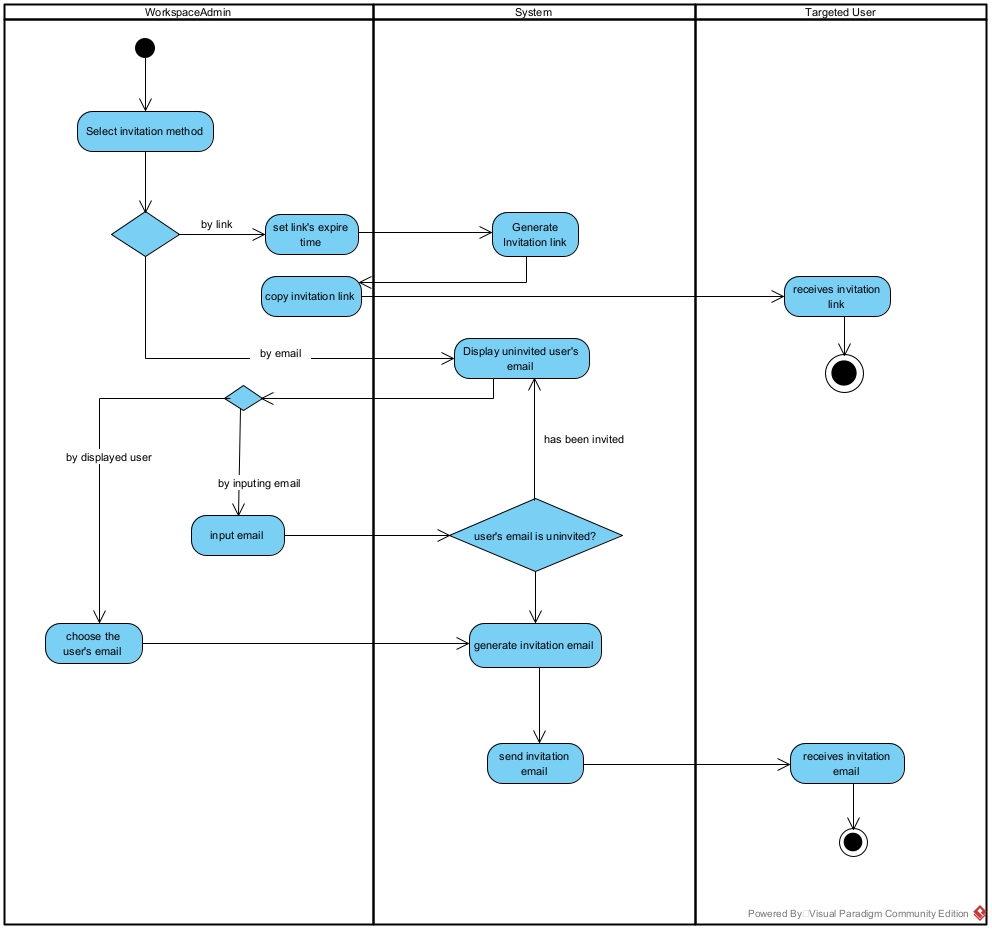 WorkspaceAdmin
System
Targeted User
Select invitation method
by link
set link's expire
time
Generate
Invitation link
copy invitation link
receives invitation
link
by email
Display uninvited user's
email
has been invited
by displayed user
by inputing email
input email
user's email is uninvited?
choose the
user's email
generate invitation email
send invitation
email
receives invitation
email
Powered By Visual Paradigm Community Edition